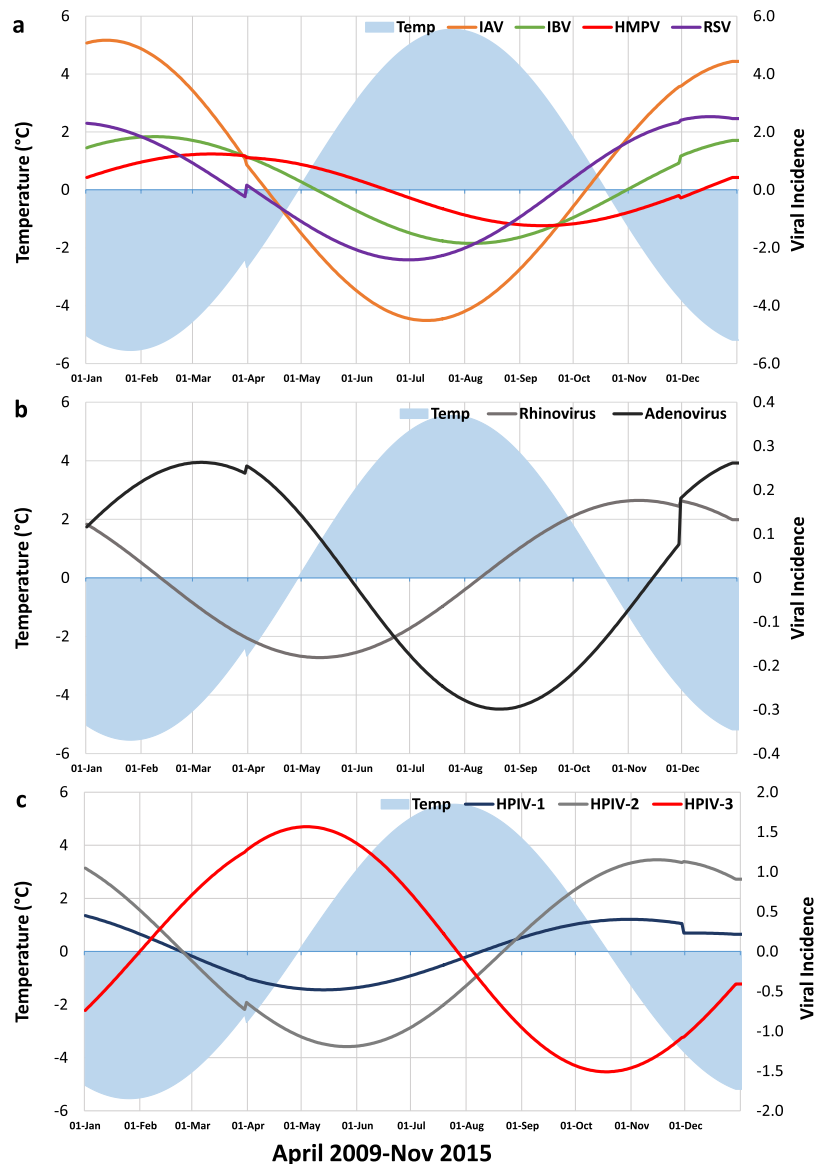 a
Temp IAV IBV HMPV RSV
6 6.0
4 4.0
2 2.0
0 0.0
-2 -2.0
-4 -4.0
-6 -6.0
Temperature (°C)
Viral Incidence
01-Jan 01-Feb 01-Mar 01-Apr 01-May 01-Jun 01-Jul 01-Aug 01-Sep 01-Oct 01-Nov 01-Dec
b
Temp Rhinovirus Adenovirus
6 0.4
0.3
4
0.2
2
0.1
0 0
-0.1
-2
-0.2
-4
-0.3
-6 -0.4
Temperature (°C)
Viral Incidence
01-Jan 01-Feb 01-Mar 01-Apr 01-May 01-Jun 01-Jul 01-Aug 01-Sep 01-Oct 01-Nov 01-Dec
c
Temp HPIV-1 HPIV-2 HPIV-3
6 2.0
1.5
4
1.0
2
0.5
0 0.0
-0.5
-2
-1.0
-4
-1.5
-6 -2.0
Temperature (°C)
Viral Incidence
01-Jan 01-Feb 01-Mar 01-Apr 01-May 01-Jun 01-Jul 01-Aug 01-Sep 01-Oct 01-Nov 01-Dec
April 2009-Nov 2015